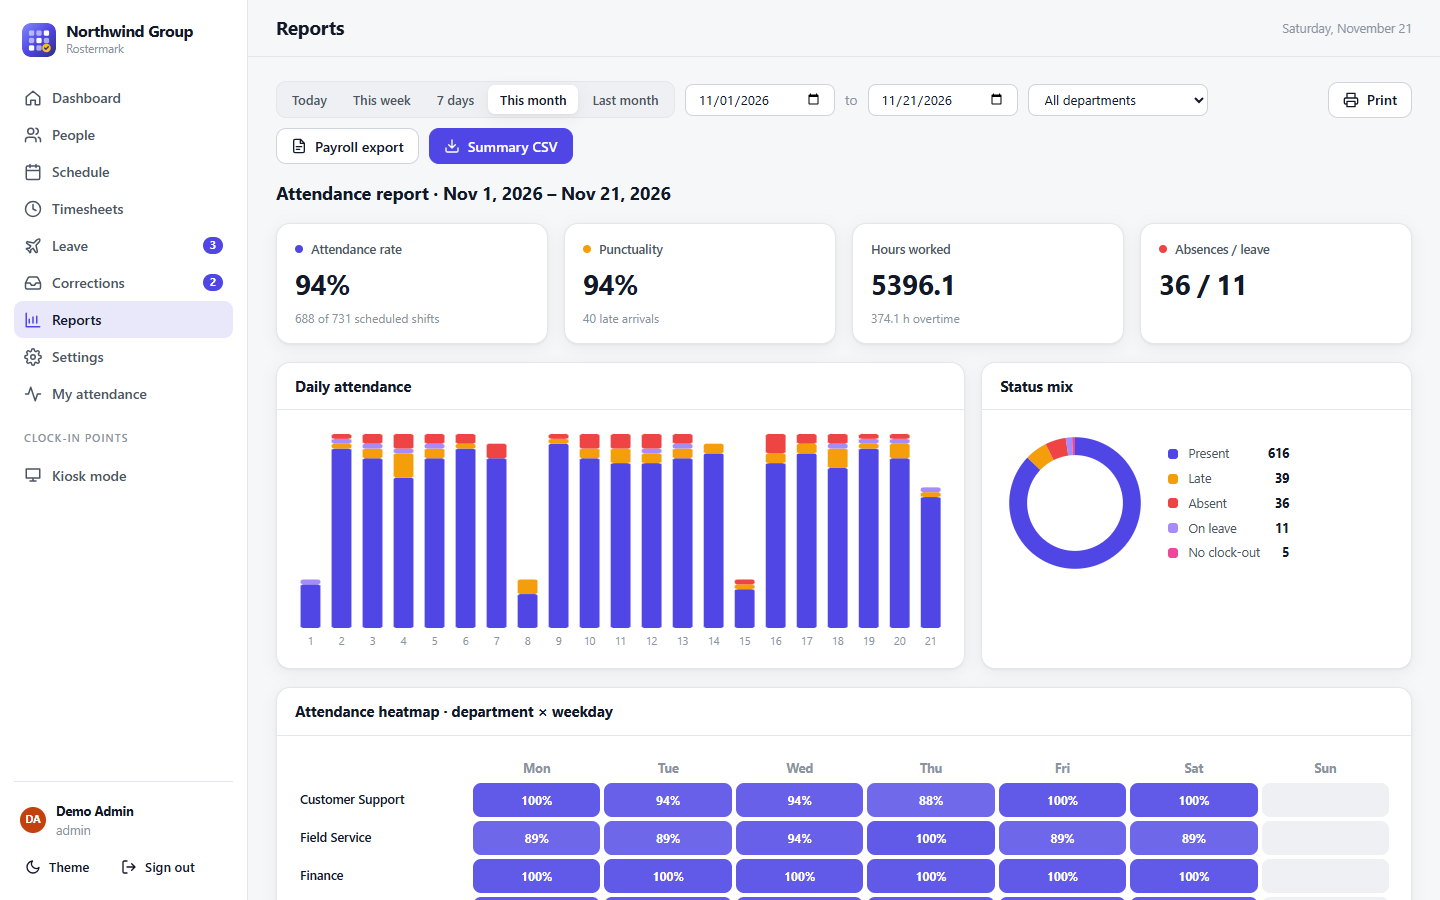 Northwind Group
Rostermark
Dashboard
People
Schedule
Timesheets
Leave 3
Corrections 2
Reports
Settings
My attendance
CLOCK-IN POINTS
Kiosk mode
DA
Demo Admin
admin
Theme Sign out
Reports
Saturday, November 21
Today This week 7 days This month Last month 11/01/2026 to 11/21/2026 All departments Print
Payroll export Summary CSV
Attendance report · Nov 1, 2026 – Nov 21, 2026
Attendance rate
94%
688 of 731 scheduled shifts
Punctuality
94%
40 late arrivals
Hours worked
5396.1
374.1 h overtime
Absences / leave
36 / 11
Daily attendance
1 2 3 4 5 6 7 8 9 10 11 12 13 14 15 16 17 18 19 20 21
Status mix
Present 616
Late 39
Absent 36
On leave 11
No clock-out 5
Attendance heatmap · department × weekday
Mon Tue Wed Thu Fri Sat Sun
Customer Support 100% 94% 94% 88% 100% 100%
Field Service 89% 89% 94% 100% 89% 89%
Finance 100% 100% 100% 100% 100% 100%